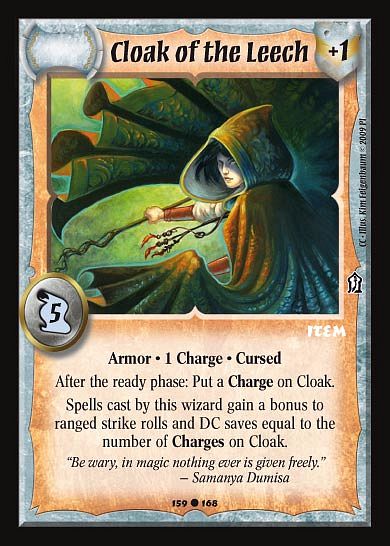 Cloak of the Leech
+1
CC · Illus. Kim Feigenbaum © 2009 PI
5
ITEM
Armor • 1 Charge • Cursed
After the ready phase: Put a Charge on Cloak.
Spells cast by this wizard gain a bonus to
ranged strike rolls and DC saves equal to the
number of Charges on Cloak.
“Be wary, in magic nothing ever is given freely.”
– Samanya Dumisa
159 ● 168